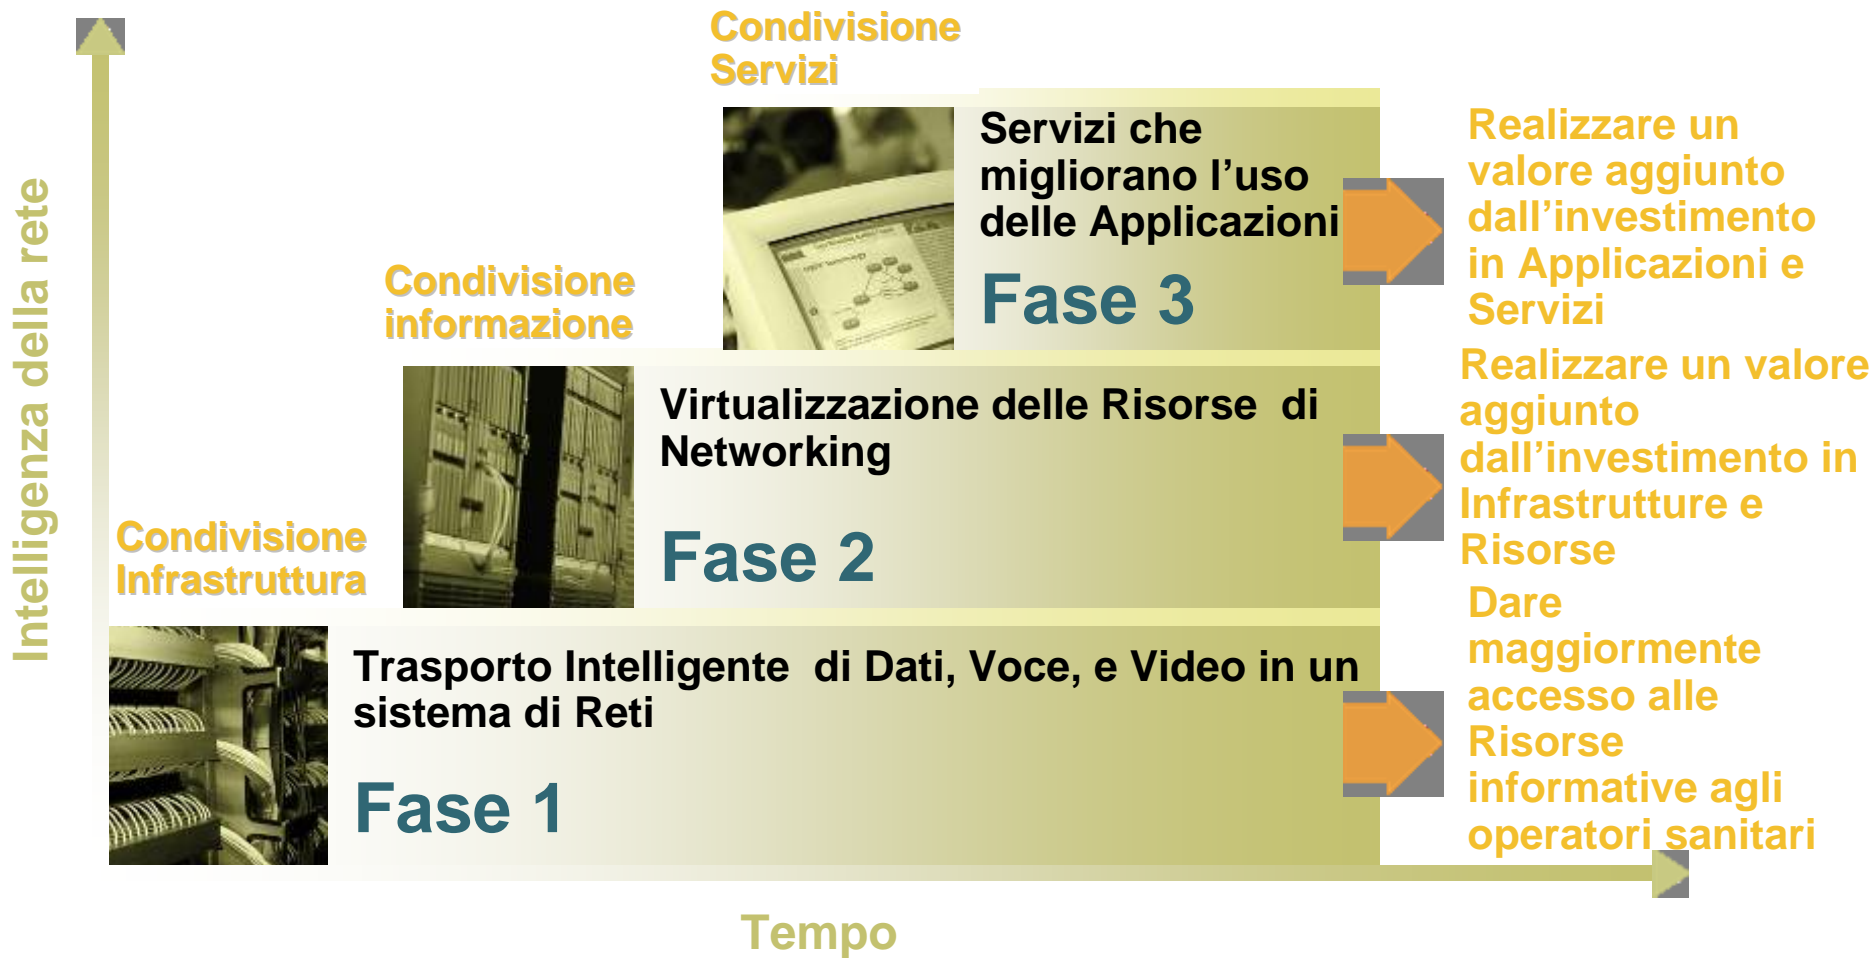 Condivisione
Servizi
Servizi che
migliorano l’uso
delle Applicazioni
Fase 3
Realizzare un
valore aggiunto
dall’investimento
in Applicazioni e
Servizi
Condivisione
informazione
Virtualizzazione delle Risorse  di
Networking
Fase 2
Realizzare un valore
aggiunto
dall’investimento in
Infrastrutture e
Risorse
Condivisione
Infrastruttura
Trasporto Intelligente  di Dati, Voce, e Video in un
sistema di Reti
Fase 1
Dare
maggiormente
accesso alle
Risorse
informative agli
operatori sanitari
Intelligenza della rete
Tempo